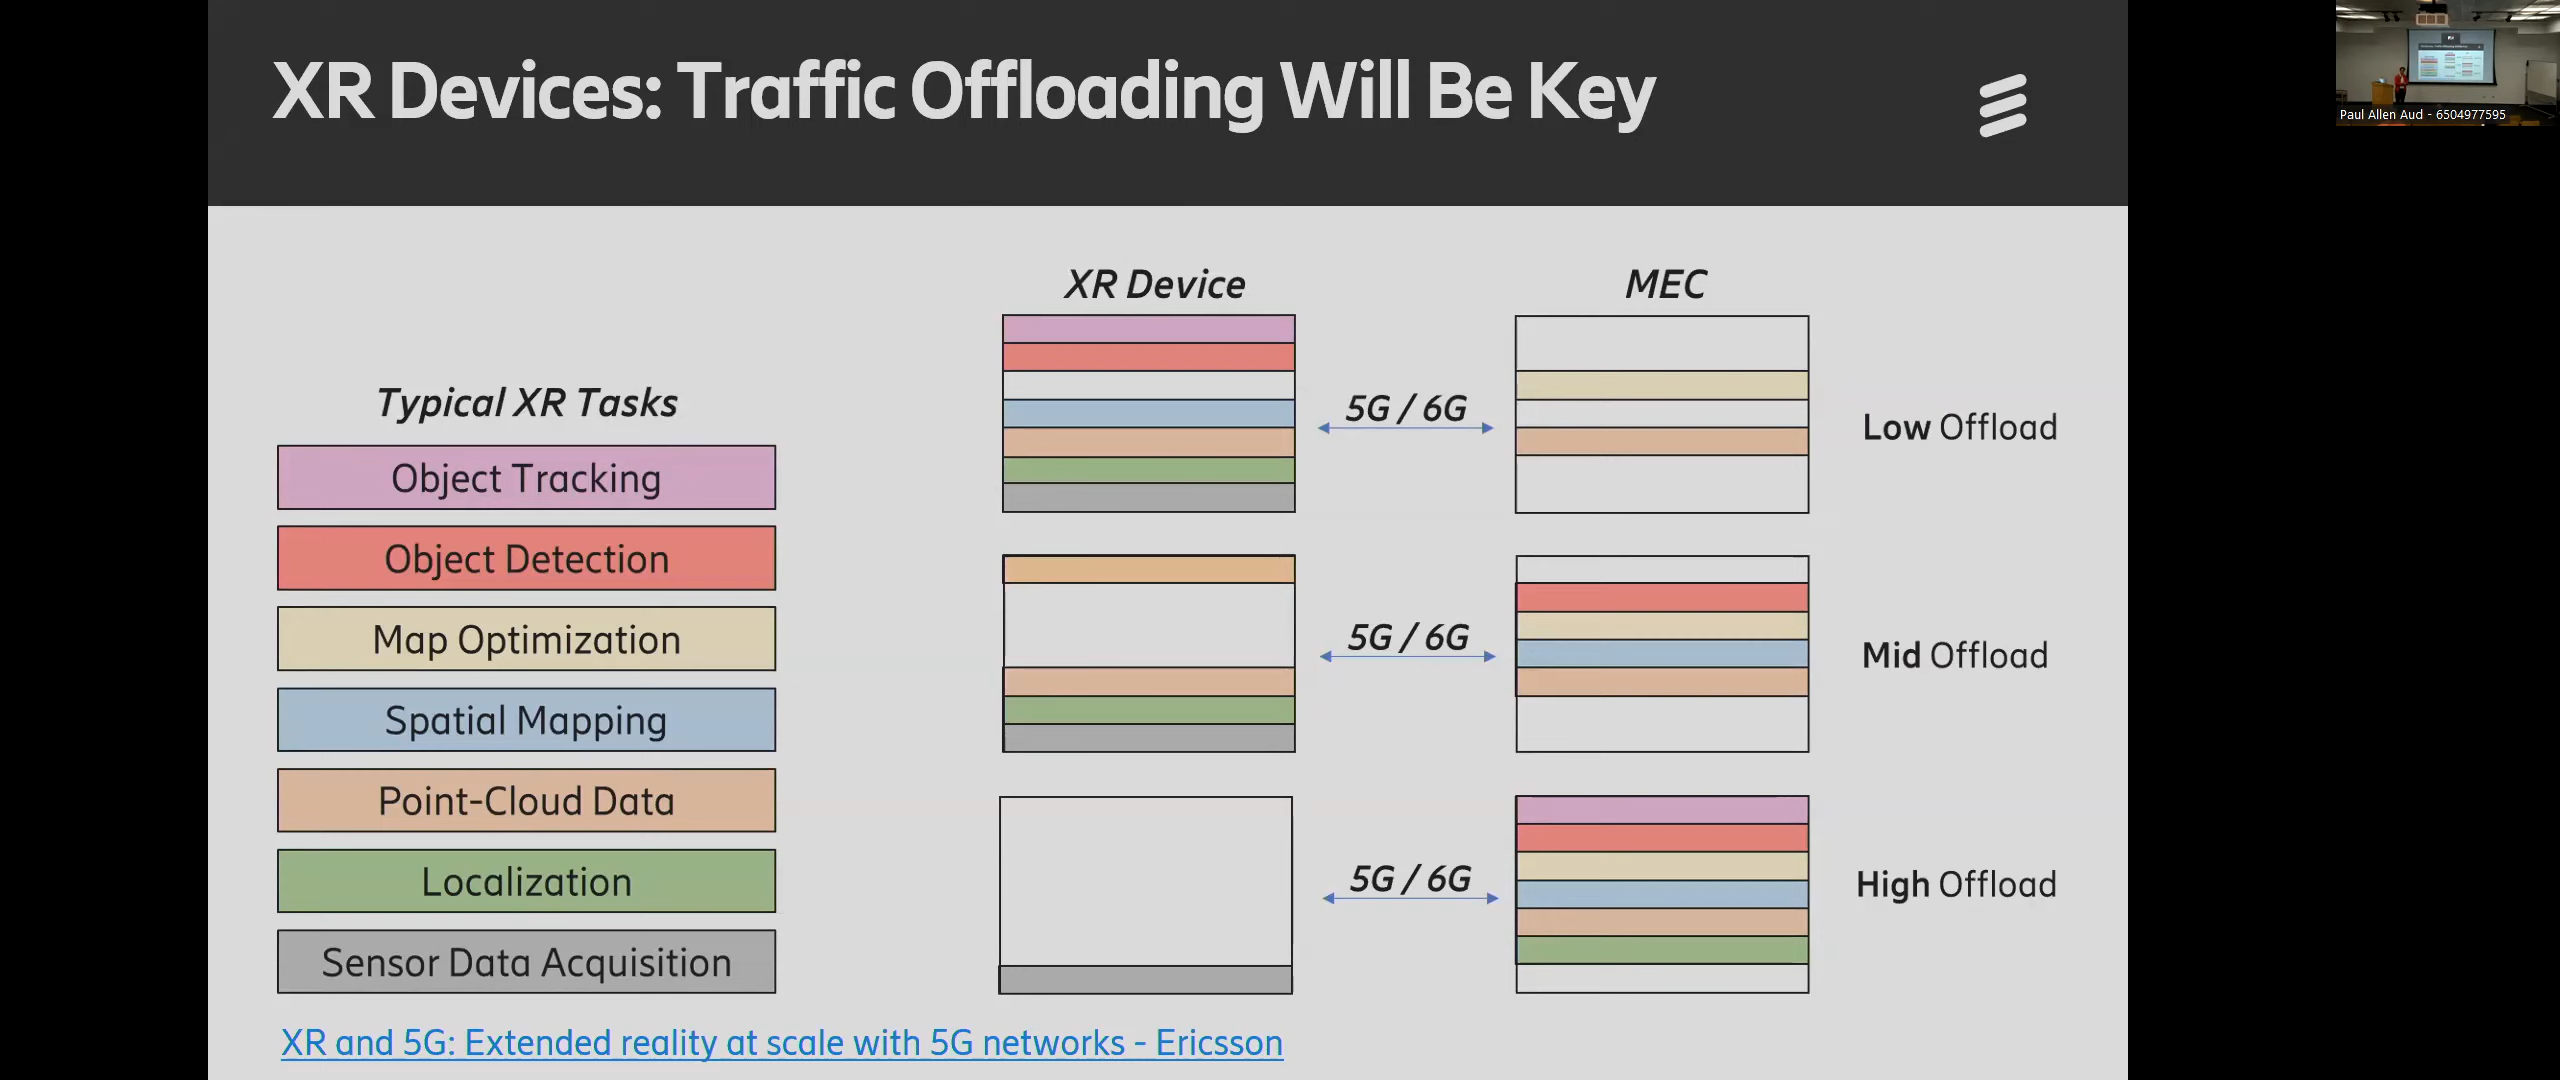 XR Devices: Traffic Offloading Will Be Key
Paul Allen Aud - 6504977595
XR Device
MEC
Typical XR Tasks
Object Tracking
Object Detection
Map Optimization
Spatial Mapping
Point-Cloud Data
Localization
Sensor Data Acquisition
5G / 6G
Low Offload
5G / 6G
Mid Offload
5G / 6G
High Offload
XR and 5G: Extended reality at scale with 5G networks - Ericsson